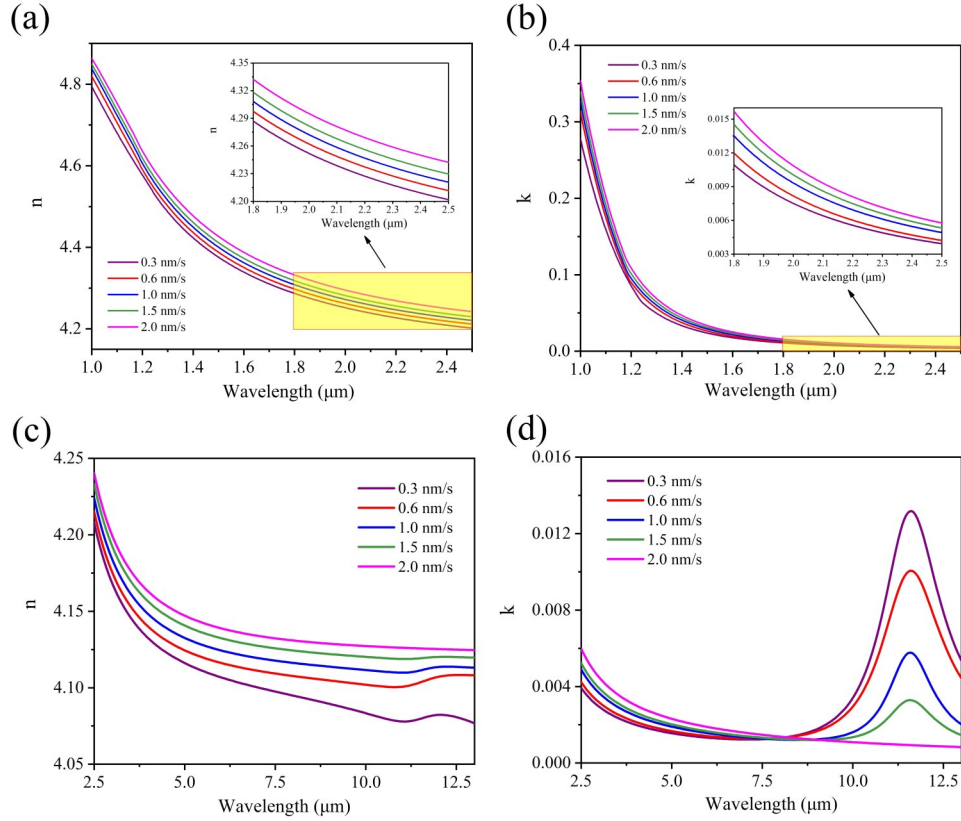 (a)
4.8
4.6
4.4
4.2
n
1.0 1.2 1.4 1.6 1.8 2.0 2.2 2.4
Wavelength (μm)
0.3 nm/s
0.6 nm/s
1.0 nm/s
1.5 nm/s
2.0 nm/s
4.35
4.32
4.29
4.26
4.23
4.20
n
1.8 1.9 2.0 2.1 2.2 2.3 2.4 2.5
Wavelength (μm)
(b)
0.4
0.3
0.2
0.1
0.0
k
1.0 1.2 1.4 1.6 1.8 2.0 2.2 2.4
Wavelength (μm)
0.3 nm/s
0.6 nm/s
1.0 nm/s
1.5 nm/s
2.0 nm/s
0.015
0.012
0.009
0.006
0.003
k
1.8 1.9 2.0 2.1 2.2 2.3 2.4 2.5
Wavelength (μm)
(c)
4.25
4.20
4.15
4.10
4.05
n
2.5 5.0 7.5 10.0 12.5
Wavelength (μm)
0.3 nm/s
0.6 nm/s
1.0 nm/s
1.5 nm/s
2.0 nm/s
(d)
0.016
0.012
0.008
0.004
0.000
k
2.5 5.0 7.5 10.0 12.5
Wavelength (μm)
0.3 nm/s
0.6 nm/s
1.0 nm/s
1.5 nm/s
2.0 nm/s